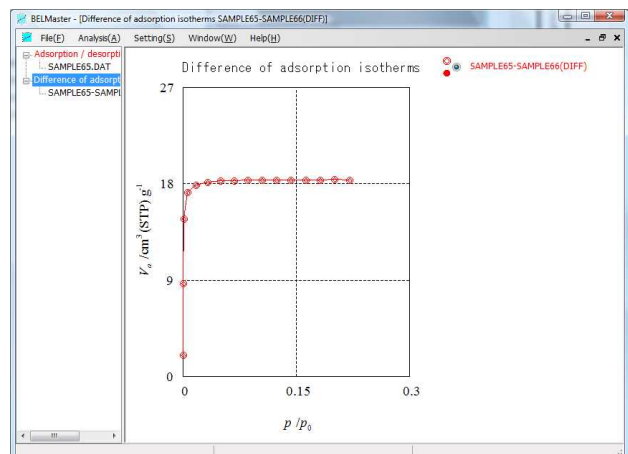 BELMaster - [Difference of adsorption isotherms SAMPLE65-SAMPLE66(DIFF)]
File(F) Analysis(A) Setting(S) Window(W) Help(H)
Adsorption / desorpti
SAMPLE65.DAT
Difference of adsorpt
SAMPLE65-SAMPL
Difference of adsorption isotherms
SAMPLE65-SAMPLE66(DIFF)
27
18
9
0
Va /cm3 (STP) g-1
0 0.15 0.3
p /p0